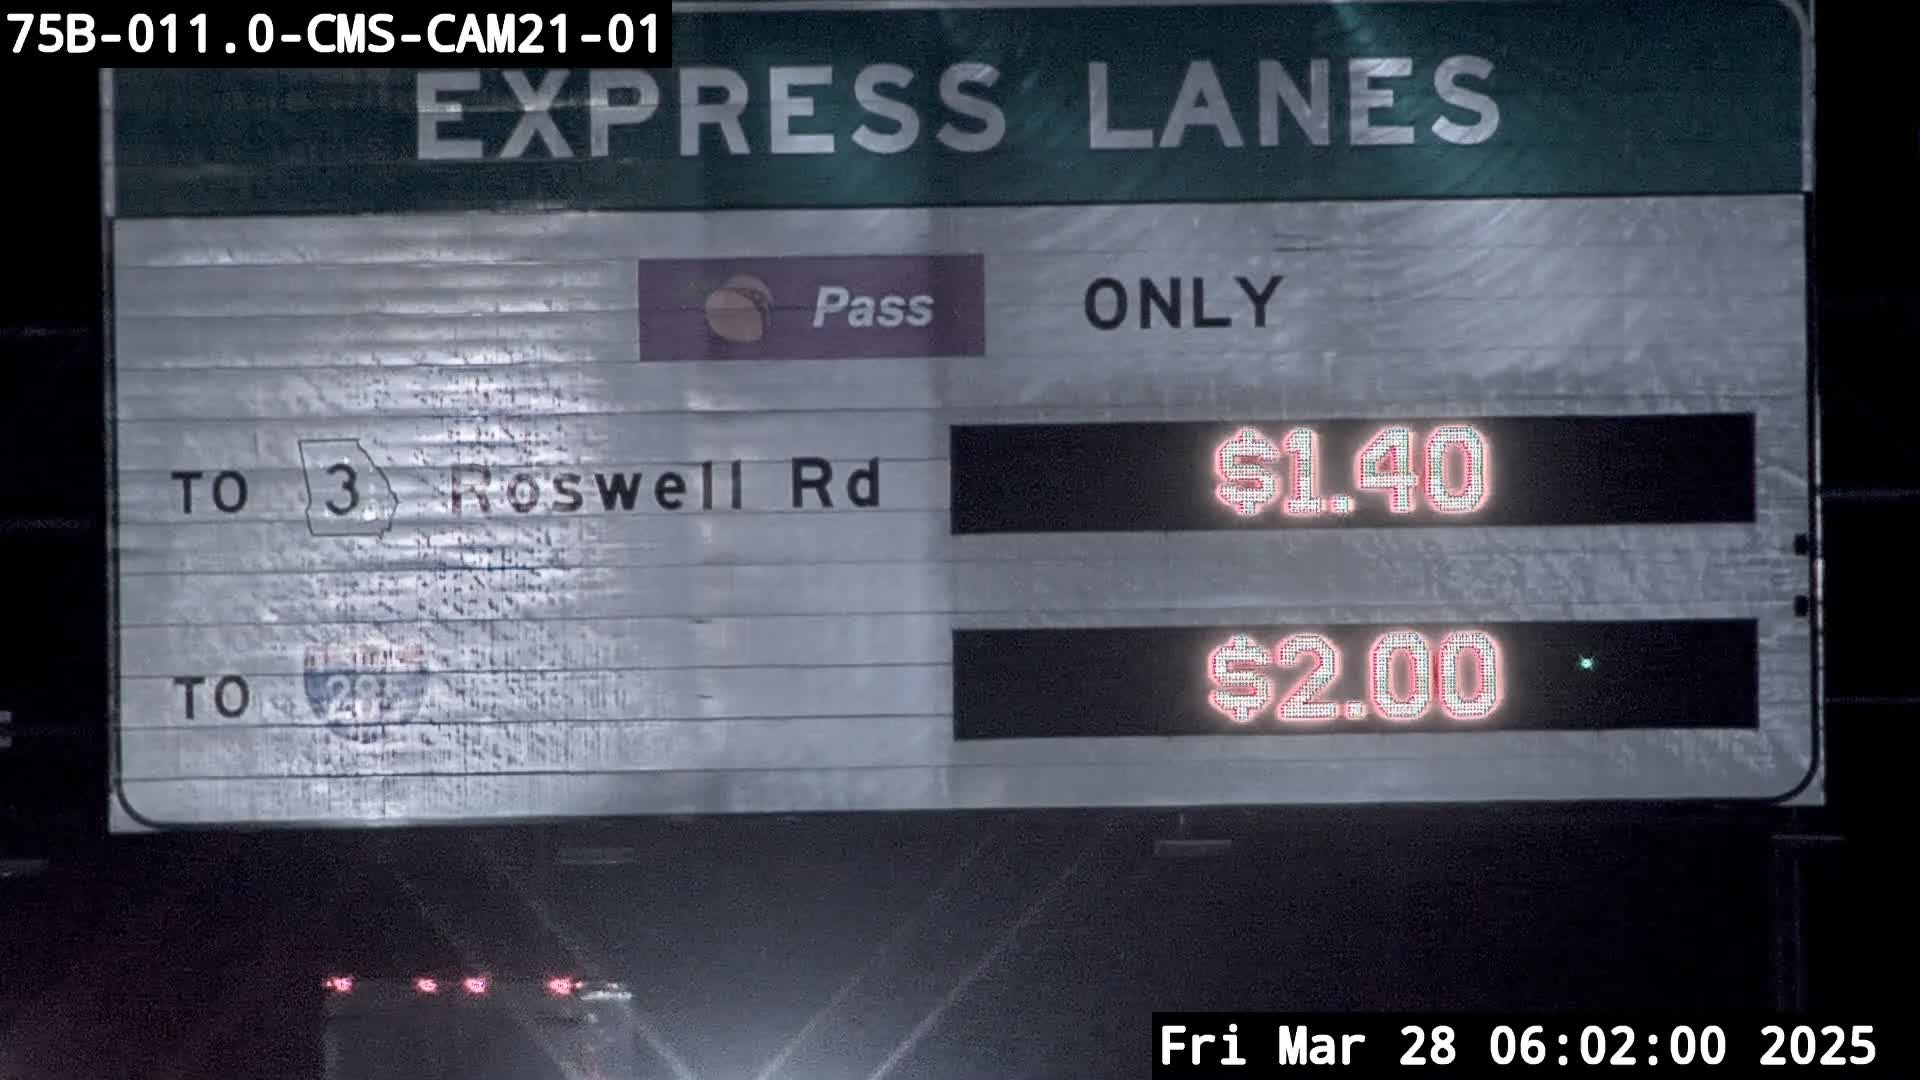 75B-011.0-CMS-CAM21-01
EXPRESS LANES
Pass ONLY
TO 3 Roswell Rd $1.40
TO 285 $2.00
Fri Mar 28 06:02:00 2025